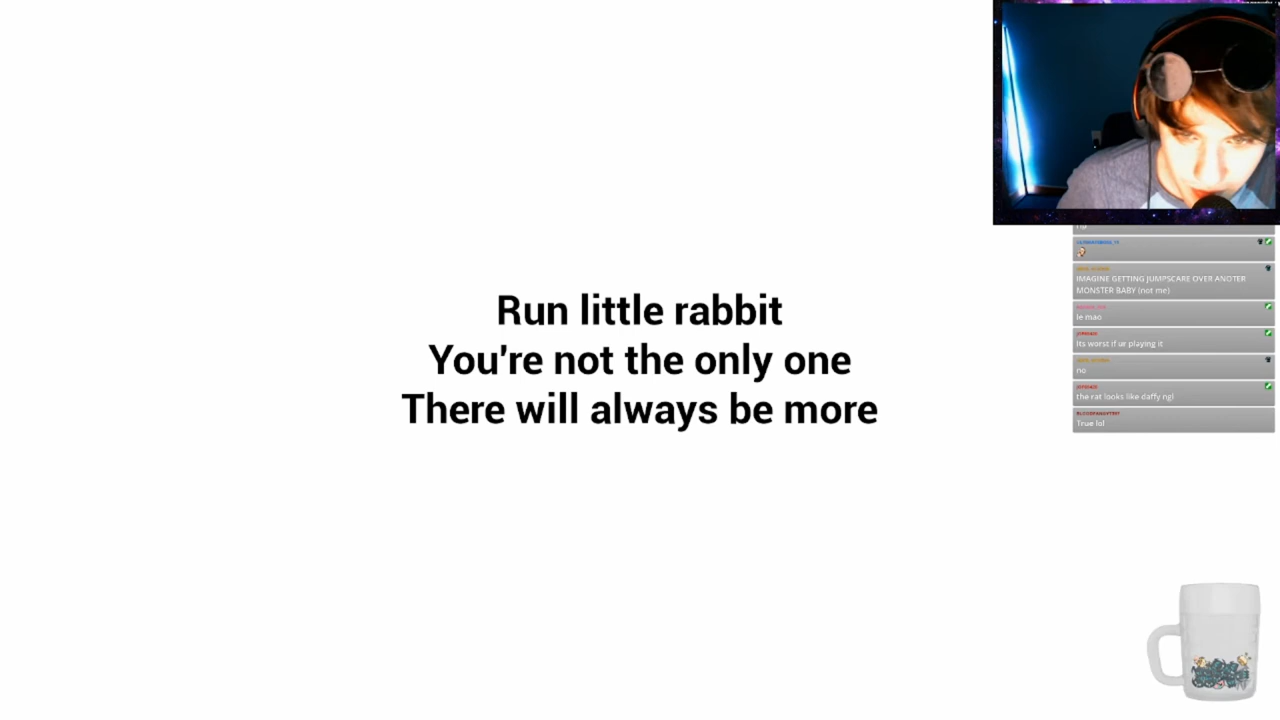 Run little rabbit
You're not the only one
There will always be more
IMAGINE GETTING JUMPSCARE OVER ANOTER
MONSTER BABY (not me)
le mao
Its worst if ur playing it
no
the rat looks like daffy ngl
True lol